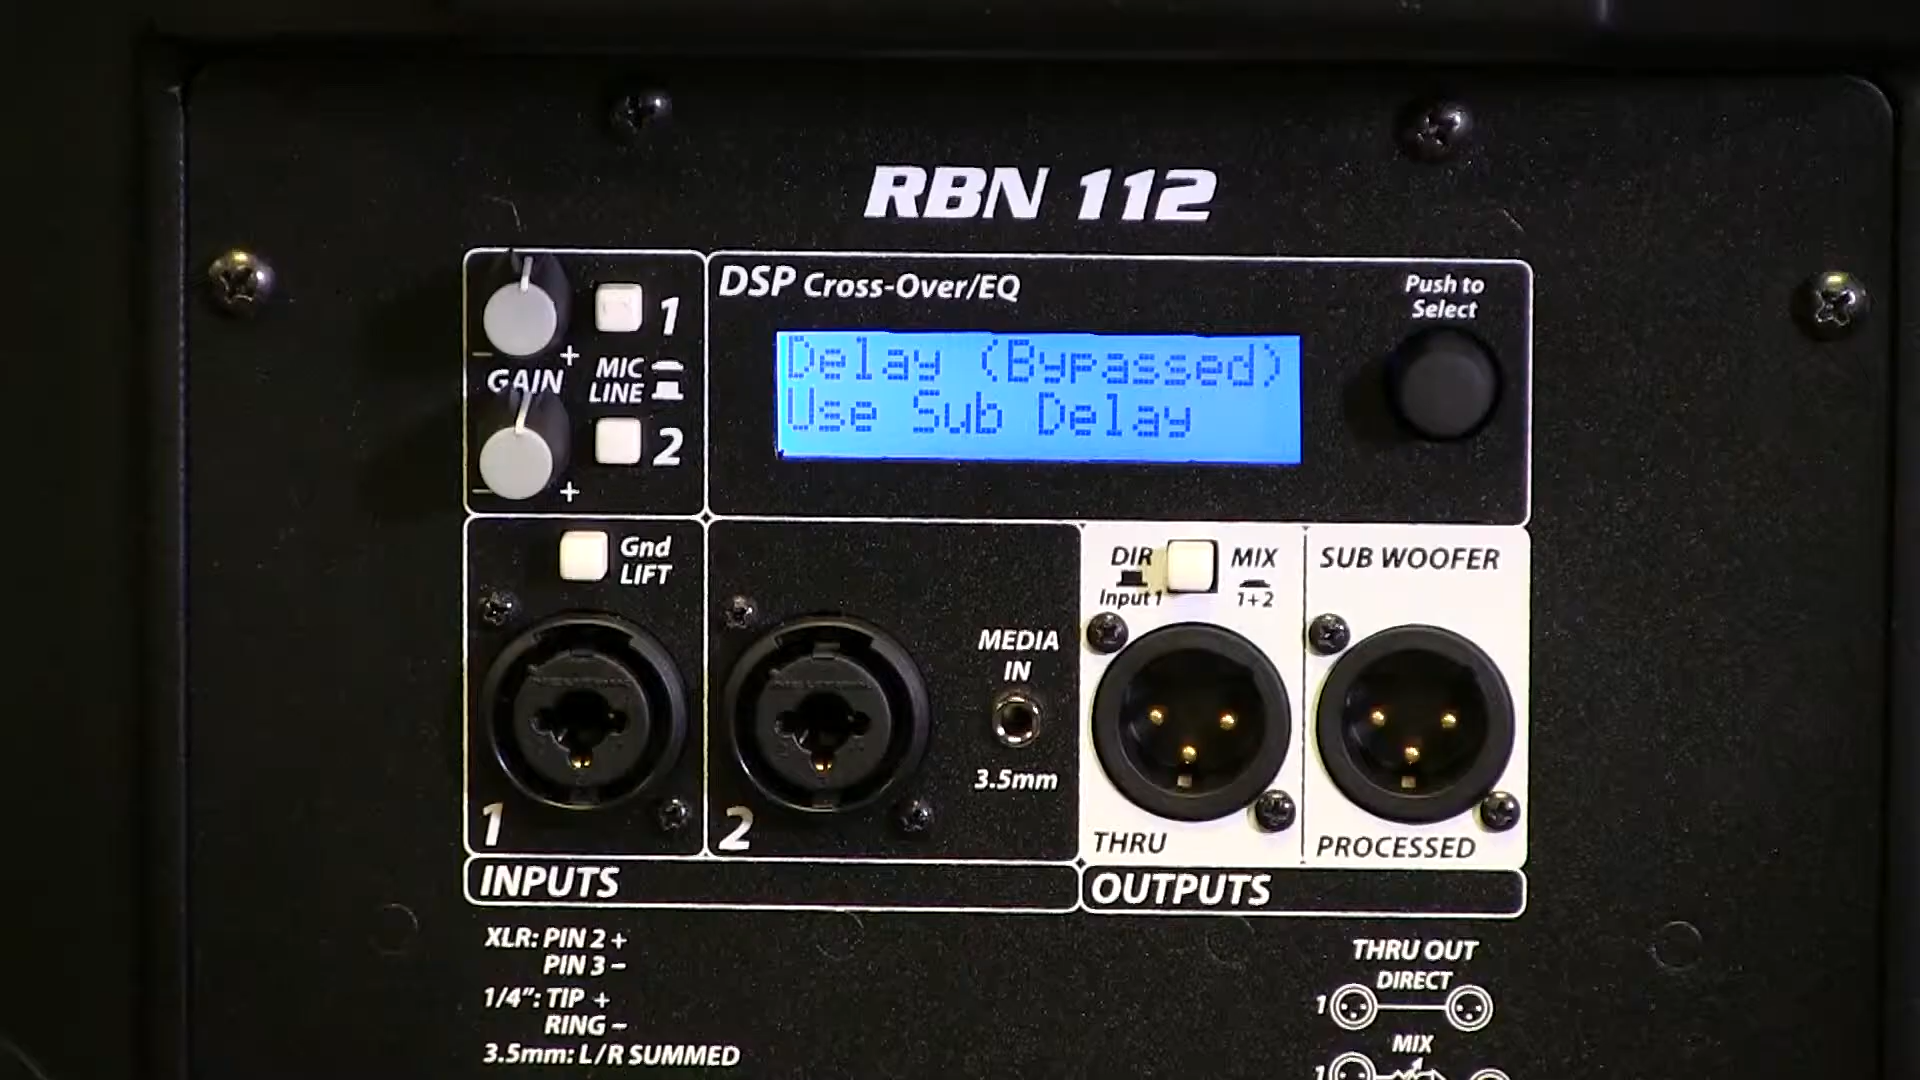 RBN 112
DSP Cross-Over/EQ
Push to
Select
Delay (Bypassed)
Use Sub Delay
1
– +
GAIN
MIC
LINE
2
– +
Gnd
LIFT
1
2
MEDIA
IN
3.5mm
DIR
Input 1
MIX
1+2
THRU
SUB WOOFER
PROCESSED
INPUTS
OUTPUTS
XLR: PIN 2 +
PIN 3 –
1/4": TIP +
RING –
3.5mm: L/R SUMMED
THRU OUT
DIRECT
1
MIX
1